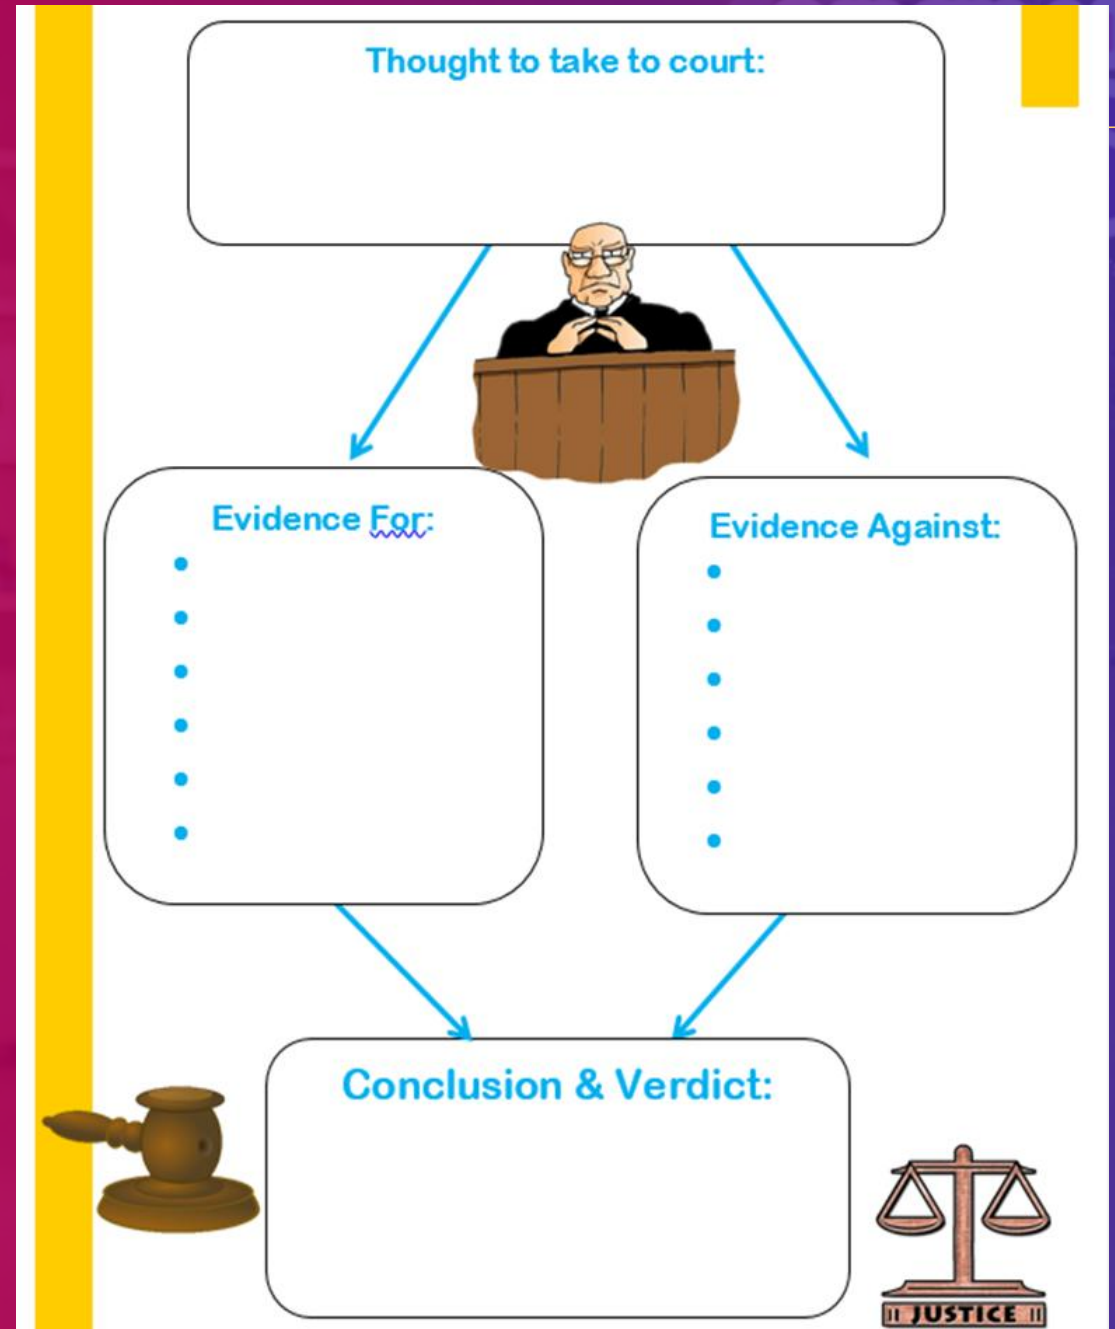 Thought to take to court:
Evidence For:
Evidence Against:
Conclusion & Verdict:
JUSTICE